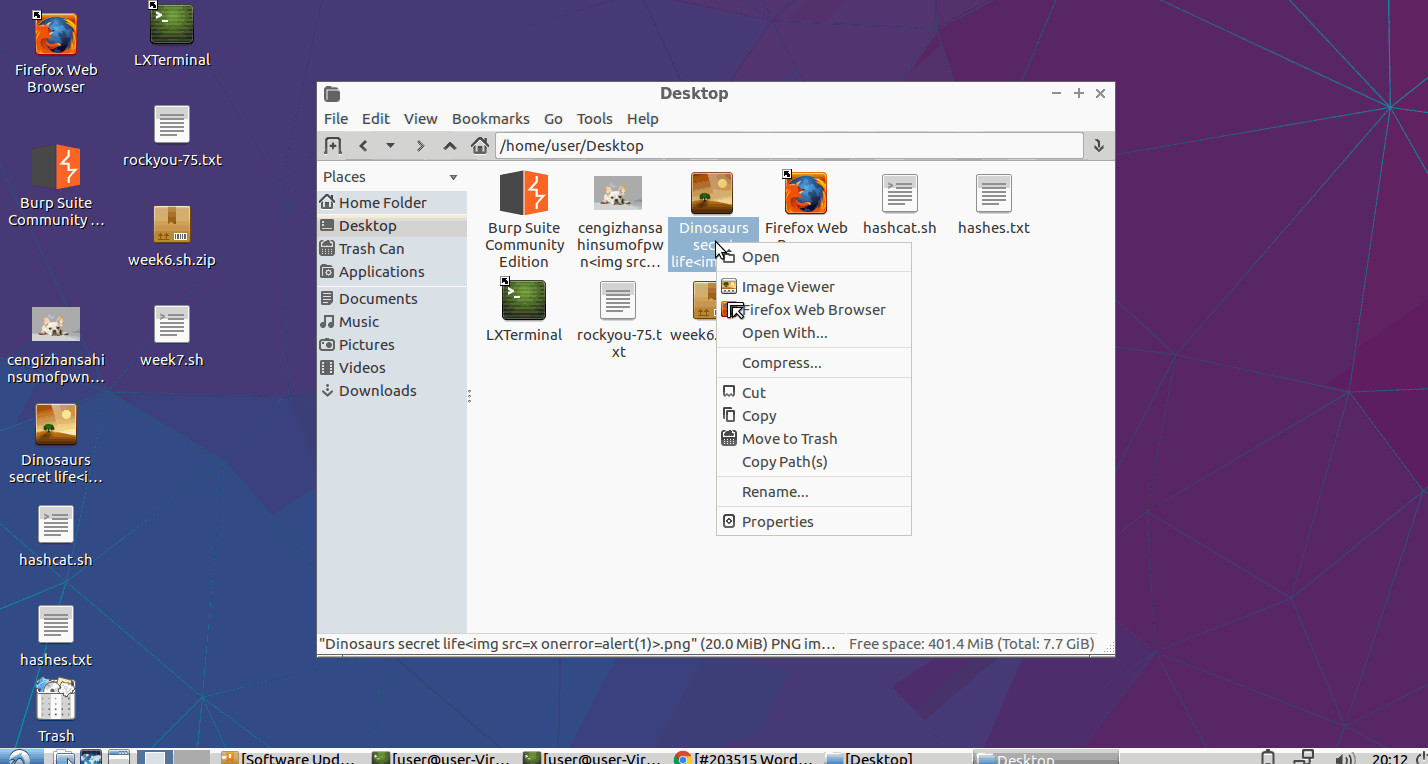 Firefox Web
Browser
LXTerminal
rockyou-75.txt
Burp Suite
Community ...
week6.sh.zip
cengizhansahi
nsumofpwn...
week7.sh
Dinosaurs
secret life<i...
hashcat.sh
hashes.txt
Trash
Desktop
File Edit View Bookmarks Go Tools Help
/home/user/Desktop
Places
Home Folder
Desktop
Trash Can
Applications
Documents
Music
Pictures
Videos
Downloads
Burp Suite
Community
Edition
cengizhansa
hinsumofpw
n<img src...
Dinosaurs
life<im
Firefox Web
hashcat.sh
hashes.txt
LXTerminal
rockyou-75.t
xt
week6.
Open
Image Viewer
Firefox Web Browser
Open With...
Compress...
Cut
Copy
Move to Trash
Copy Path(s)
Rename...
Properties
"Dinosaurs secret life<img src=x onerror=alert(1)>.png" (20.0 MiB) PNG im... Free space: 401.4 MiB (Total: 7.7 GiB)
[Software Upd... [user@user-Vir... [user@user-Vir... [#203515 Word... [Desktop] Desktop 20:12